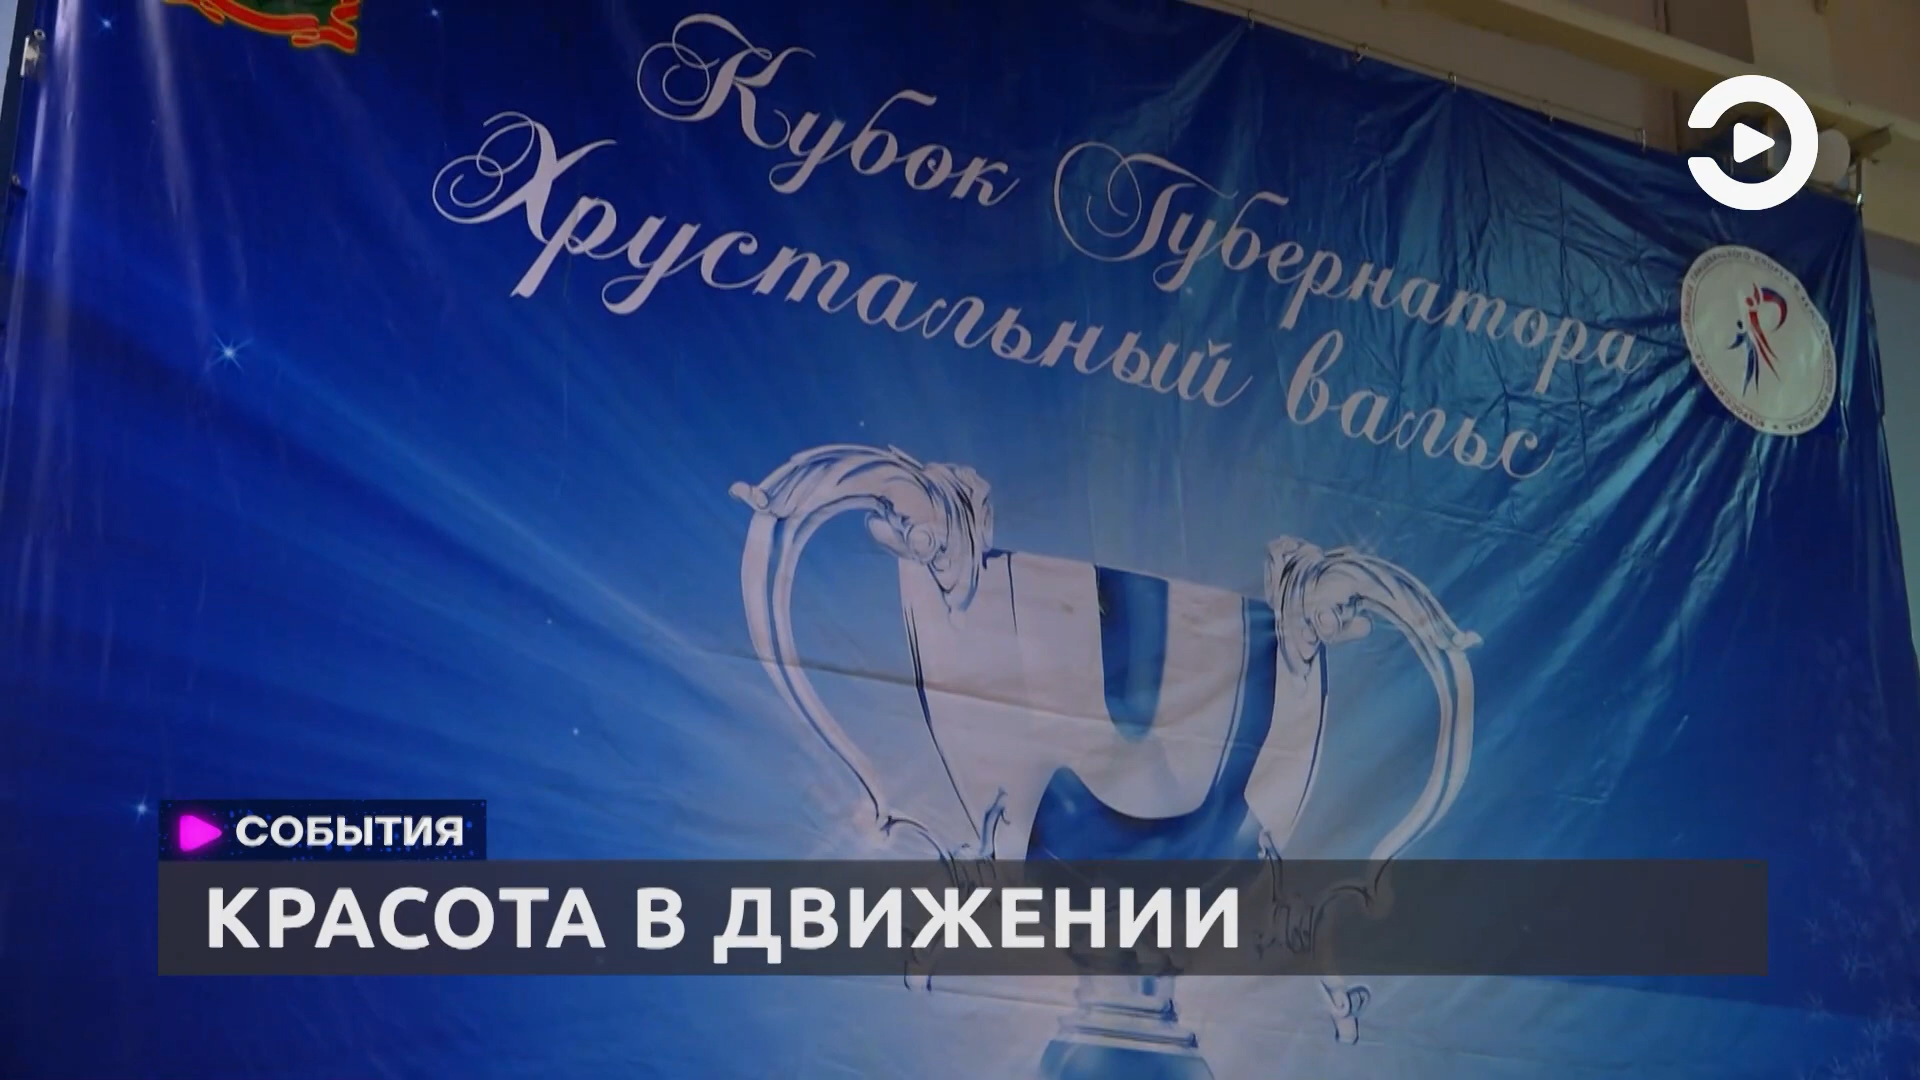 Кубок Губернатора
Хрустальный вальс
СОБЫТИЯ
КРАСОТА В ДВИЖЕНИИ